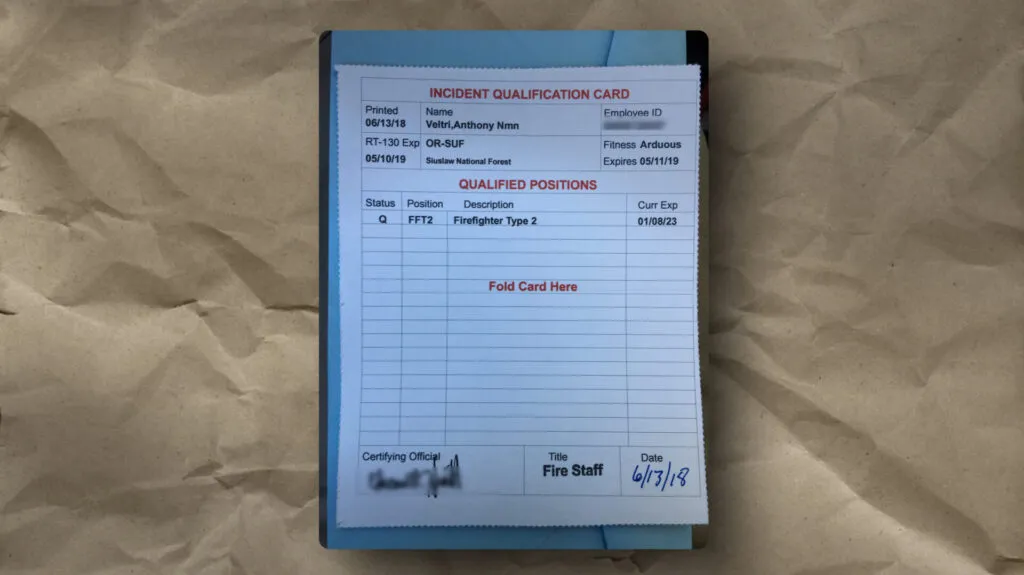 INCIDENT QUALIFICATION CARD
Printed Name Employee ID
06/13/18 Veltri,Anthony Nmn
RT-130 Exp OR-SUF Fitness Arduous
05/10/19 Siuslaw National Forest Expires 05/11/19
QUALIFIED POSITIONS
Status Position Description Curr Exp
Q FFT2 Firefighter Type 2 01/08/23
Fold Card Here
Certifying Official Title Date
Fire Staff 6/13/18